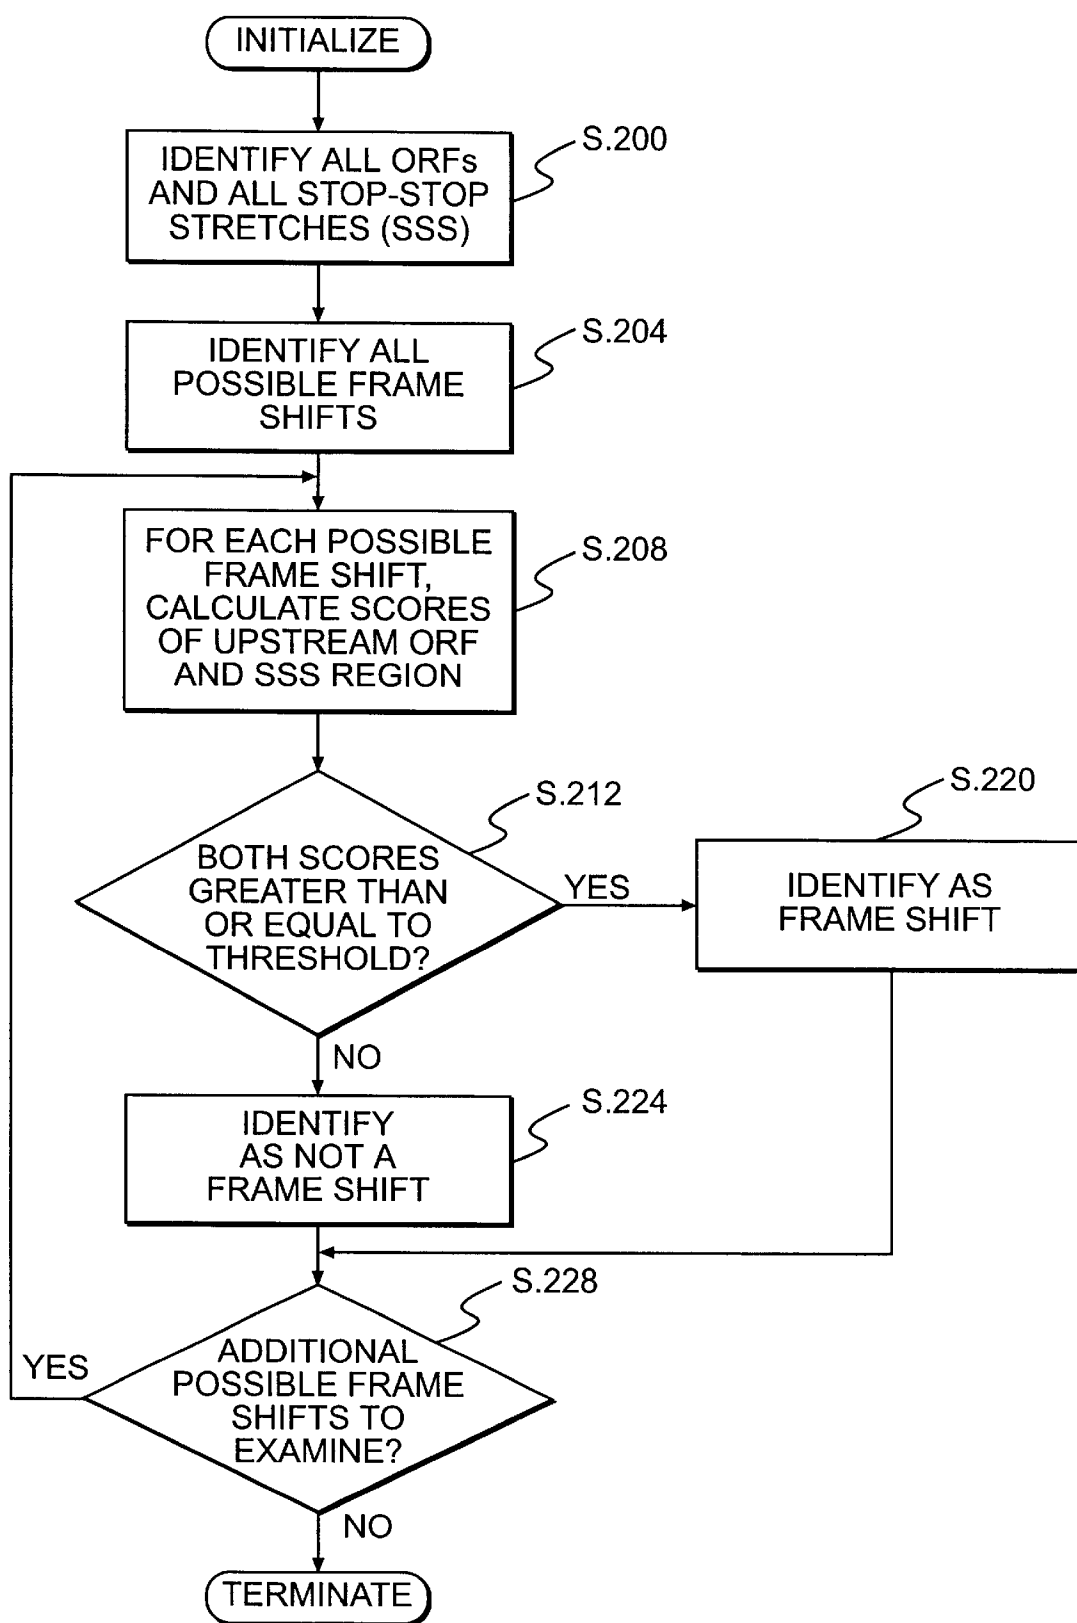 INITIALIZE
S.200
IDENTIFY ALL ORFs
AND ALL STOP-STOP
STRETCHES (SSS)
S.204
IDENTIFY ALL
POSSIBLE FRAME
SHIFTS
S.208
FOR EACH POSSIBLE
FRAME SHIFT,
CALCULATE SCORES
OF UPSTREAM ORF
AND SSS REGION
S.212
BOTH SCORES
GREATER THAN
OR EQUAL TO
THRESHOLD?
YES
S.220
IDENTIFY AS
FRAME SHIFT
NO
S.224
IDENTIFY
AS NOT A
FRAME SHIFT
S.228
ADDITIONAL
POSSIBLE FRAME
SHIFTS TO
EXAMINE?
YES
NO
TERMINATE